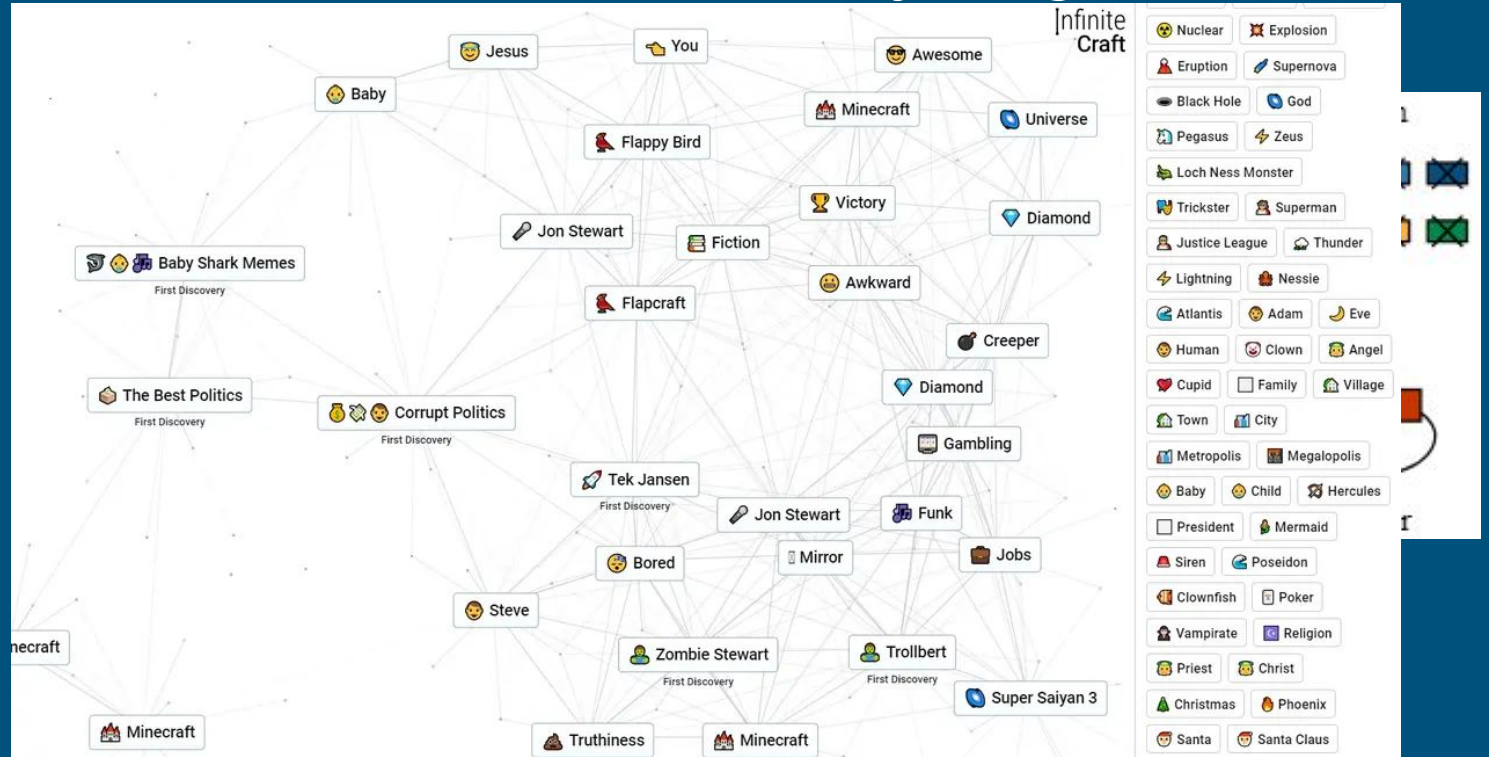 Infinite
Craft
Jesus
You
Awesome
Baby
Minecraft
Universe
Flappy Bird
Victory
Diamond
Jon Stewart
Fiction
Baby Shark Memes
First Discovery
Awkward
Flapcraft
Creeper
The Best Politics
First Discovery
Corrupt Politics
First Discovery
Diamond
Gambling
Tek Jansen
First Discovery
Jon Stewart
Funk
Bored
Mirror
Jobs
Steve
necraft
Zombie Stewart
First Discovery
Trollbert
First Discovery
Super Saiyan 3
Minecraft
Truthiness
Minecraft
Nuclear Explosion
Eruption Supernova
Black Hole God
Pegasus Zeus
Loch Ness Monster
Trickster Superman
Justice League Thunder
Lightning Nessie
Atlantis Adam Eve
Human Clown Angel
Cupid Family Village
Town City
Metropolis Megalopolis
Baby Child Hercules
President Mermaid
Siren Poseidon
Clownfish Poker
Vampirate Religion
Priest Christ
Christmas Phoenix
Santa Santa Claus